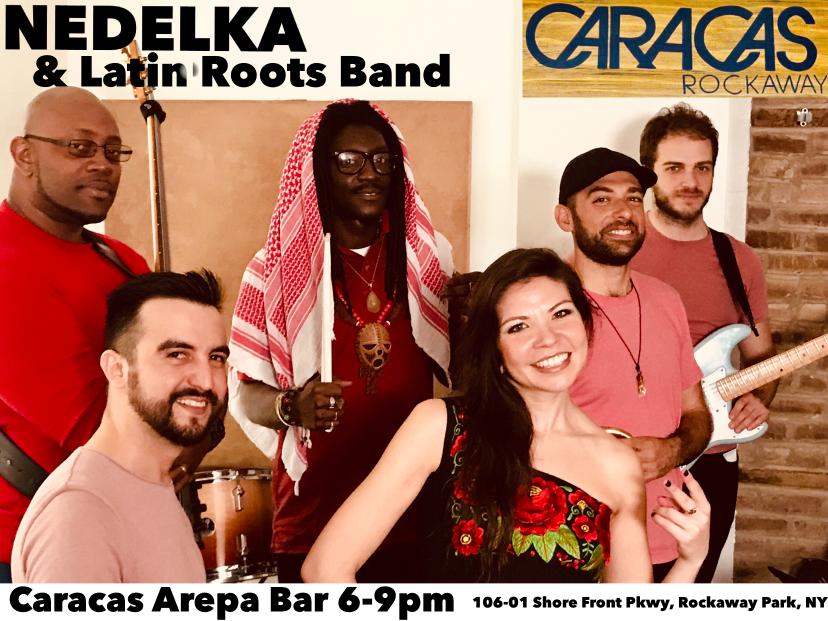 NEDELKA
& Latin Roots Band
CARACAS
ROCKAWAY
Caracas Arepa Bar 6-9pm
106-01 Shore Front Pkwy, Rockaway Park, NY